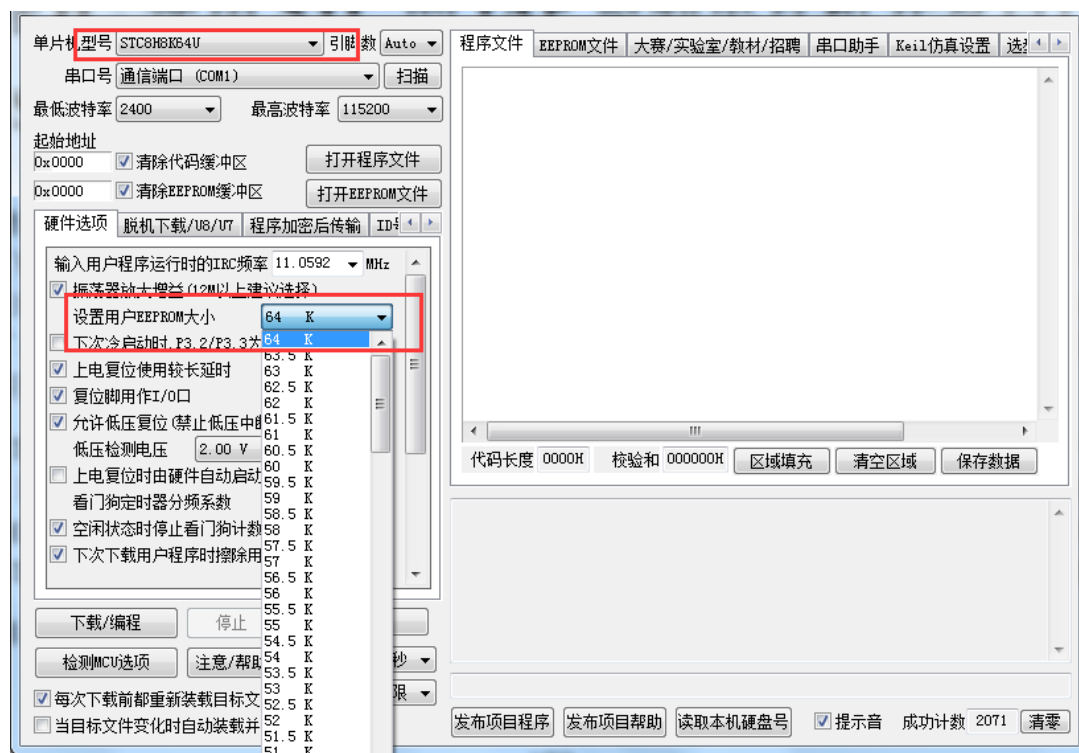 单片机型号 STC8H8K64U 引脚数 Auto
串口号 通信端口 (COM1) 扫描
最低波特率 2400 最高波特率 115200
起始地址
0x0000 清除代码缓冲区 打开程序文件
0x0000 清除EEPROM缓冲区 打开EEPROM文件
硬件选项 脱机下载/U8/U7 程序加密后传输
输入用户程序运行时的IRC频率 11.0592 MHz
振荡器放大增益(12M以上建议选择)
设置用户EEPROM大小 64 K
下次冷启动时,P3.2/P3.3为
上电复位使用较长延时
复位脚用作I/O口
允许低压复位(禁止低压中
低压检测电压 2.00 V
上电复位时由硬件自动启动
看门狗定时器分频系数
空闲状态时停止看门狗计数
下次下载用户程序时擦除用
64 K
63.5 K
63 K
62.5 K
62 K
61.5 K
61 K
60.5 K
60 K
59.5 K
59 K
58.5 K
58 K
57.5 K
57 K
56.5 K
56 K
55.5 K
55 K
54.5 K
54 K
53.5 K
53 K
52.5 K
52 K
51.5 K
51 K
下载/编程 停止
检测MCU选项 注意/帮助 秒
每次下载前都重新装载目标文 限
当目标文件变化时自动装载并
程序文件 EEPROM文件 大赛/实验室/教材/招聘 串口助手 Keil仿真设置 选
代码长度 0000H 校验和 000000H 区域填充 清空区域 保存数据
发布项目程序 发布项目帮助 读取本机硬盘号 提示音 成功计数 2071 清零